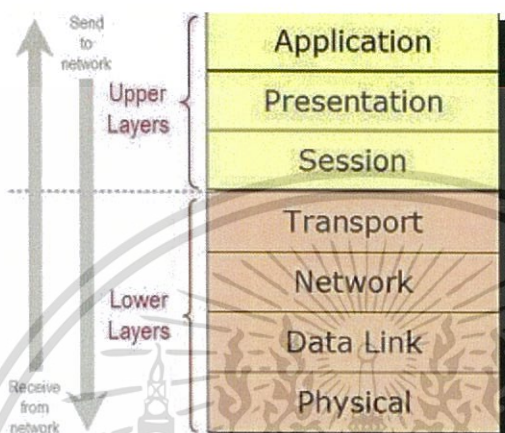 Send
to
network
Upper
Layers
Application
Presentation
Session
Lower
Layers
Transport
Network
Data Link
Physical
Receive
from
network